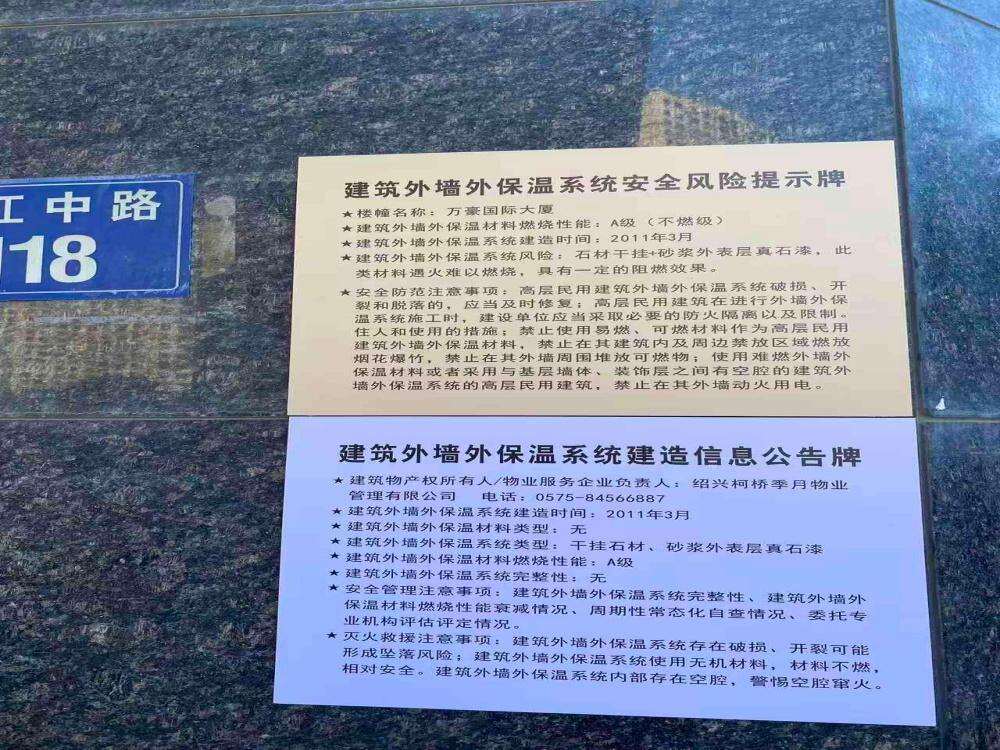 江中路
118
建筑外墙外保温系统安全风险提示牌
★楼幢名称：万豪国际大厦
★建筑外墙外保温材料燃烧性能：A级（不燃级）
★建筑外墙外保温系统建造时间：2011年3月
★建筑外墙外保温系统风险：石材干挂+砂浆外表层真石漆，此
类材料遇火难以燃烧，具有一定的阻燃效果。
★安全防范注意事项：高层民用建筑外墙外保温系统破损、开
裂和脱落的，应当及时修复；高层民用建筑在进行外墙外保
温系统施工时，建设单位应当采取必要的防火隔离以及限制。
住人和使用的措施；禁止使用易燃、可燃材料作为高层民用
建筑外墙外保温材料，禁止在其建筑内及周边禁放区域燃放
烟花爆竹，禁止在其外墙周围堆放可燃物；使用难燃外墙外
保温材料或者采用与基层墙体、装饰层之间有空腔的建筑外
墙外保温系统的高层民用建筑，禁止在其外墙动火用电。
建筑外墙外保温系统建造信息公告牌
★建筑物产权所有人/物业服务企业负责人：绍兴柯桥季月物业
管理有限公司 电话：0575-84566887
★建筑外墙外保温系统建造时间：2011年3月
★建筑外墙外保温材料类型：无
★建筑外墙外保温系统类型：干挂石材、砂浆外表层真石漆
★建筑外墙外保温材料燃烧性能：A级
★建筑外墙外保温系统完整性：无
★安全管理注意事项：建筑外墙外保温系统完整性、建筑外墙外
保温材料燃烧性能衰减情况、周期性常态化自查情况、委托专
业机构评估评定情况。
★灭火救援注意事项：建筑外墙外保温系统存在破损、开裂可能
形成坠落风险；建筑外墙外保温系统使用无机材料，材料不燃，
相对安全。建筑外墙外保温系统内部存在空腔，警惕空腔窜火。